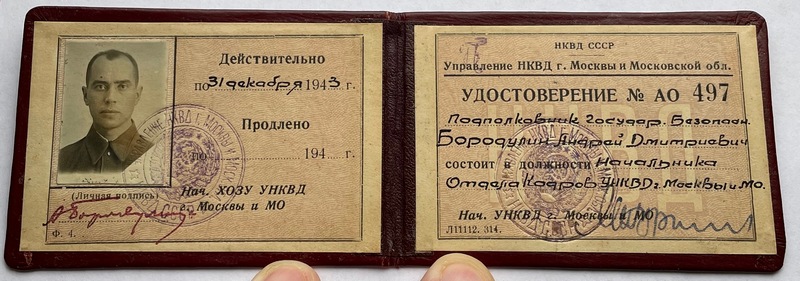 Действительно
по 31 декабря 1943 г.
Продлено
по 194 г.
(Личная подпись)
Нач. ХОЗУ УНКВД
г. Москвы и МО
Ф. 4.
НКВД СССР
Управление НКВД г. Москвы и Московской обл.
УДОСТОВЕРЕНИЕ № АО 497
Подполковник Государ. Безопасн.
Бородулин Андрей Дмитриевич
состоит в должности Начальника
Отдела Кадров УНКВД г. Москвы и МО.
Нач. УНКВД г. Москвы и МО
Л11112. 314.